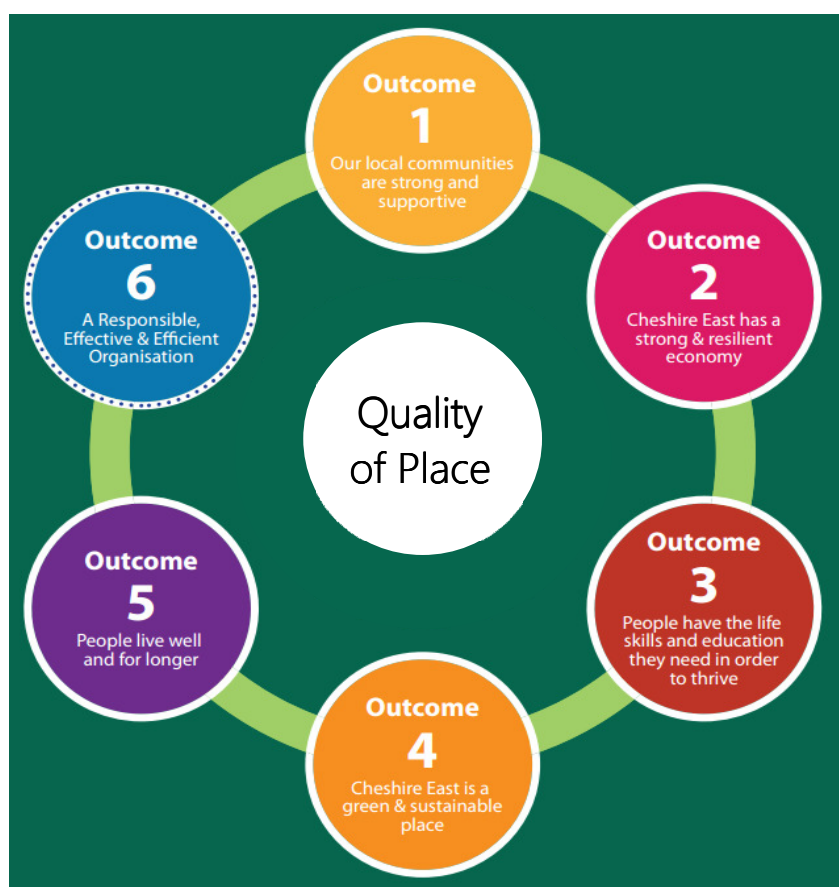 Outcome
1
Our local communities
are strong and
supportive
Outcome
2
Cheshire East has a
strong & resilient
economy
Outcome
3
People have the life
skills and education
they need in order
to thrive
Outcome
4
Cheshire East is a
green & sustainable
place
Outcome
5
People live well
and for longer
Outcome
6
A Responsible,
Effective & Efficient
Organisation
Quality
of Place